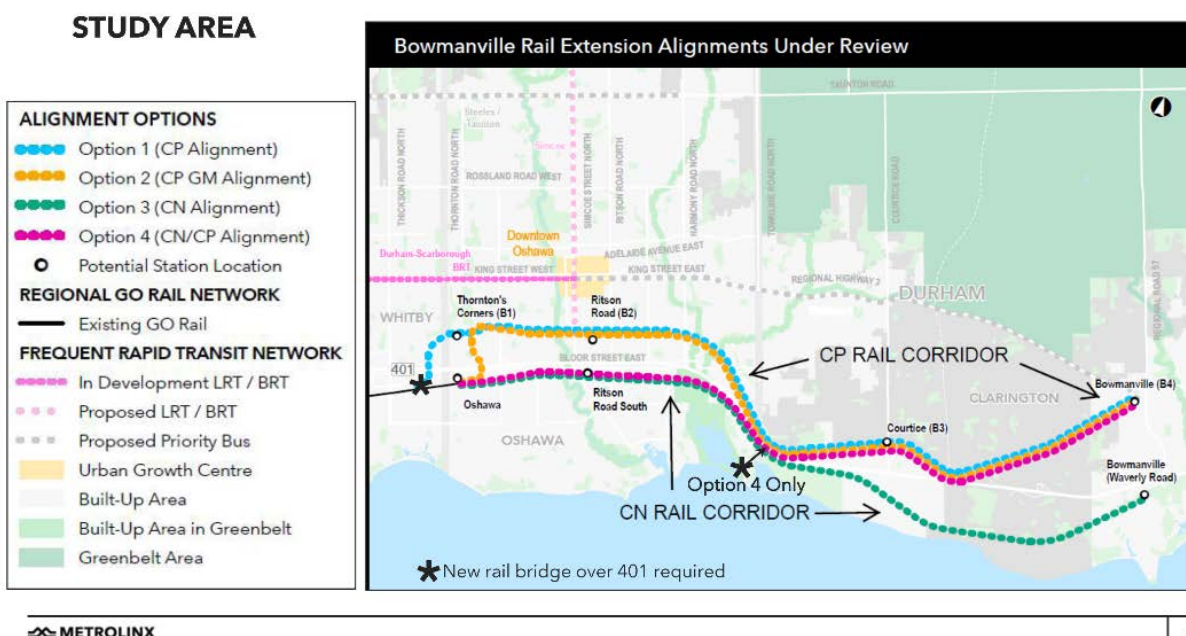 STUDY AREA
Bowmanville Rail Extension Alignments Under Review
ALIGNMENT OPTIONS
Option 1 (CP Alignment)
Option 2 (CP GM Alignment)
Option 3 (CN Alignment)
Option 4 (CN/CP Alignment)
Potential Station Location
REGIONAL GO RAIL NETWORK
Existing GO Rail
FREQUENT RAPID TRANSIT NETWORK
In Development LRT / BRT
Proposed LRT / BRT
Proposed Priority Bus
Urban Growth Centre
Built-Up Area
Built-Up Area in Greenbelt
Greenbelt Area
TAUNTON ROAD
Steeles /
Taunton
Simcoe
THICKSON ROAD NORTH
THORNTON ROAD NORTH
ROSSLAND ROAD WEST
SIMCOE STREET NORTH
RITSON ROAD NORTH
HARMONY ROAD NORTH
TOWNLINE ROAD NORTH
COURTICE ROAD
REGIONAL ROAD 57
Downtown
Oshawa
Durham-Scarborough
BRT
KING STREET WEST
ADELAIDE AVENUE EAST
KING STREET EAST
REGIONAL HIGHWAY 2
DURHAM
WHITBY
Thornton's
Corners (B1)
Ritson
Road (B2)
BLOOR STREET EAST
401
CP RAIL CORRIDOR
Bowmanville (B4)
CLARINGTON
Oshawa
Ritson
Road South
OSHAWA
Courtice (B3)
Bowmanville
(Waverly Road)
Option 4 Only
CN RAIL CORRIDOR
New rail bridge over 401 required
METROLINX